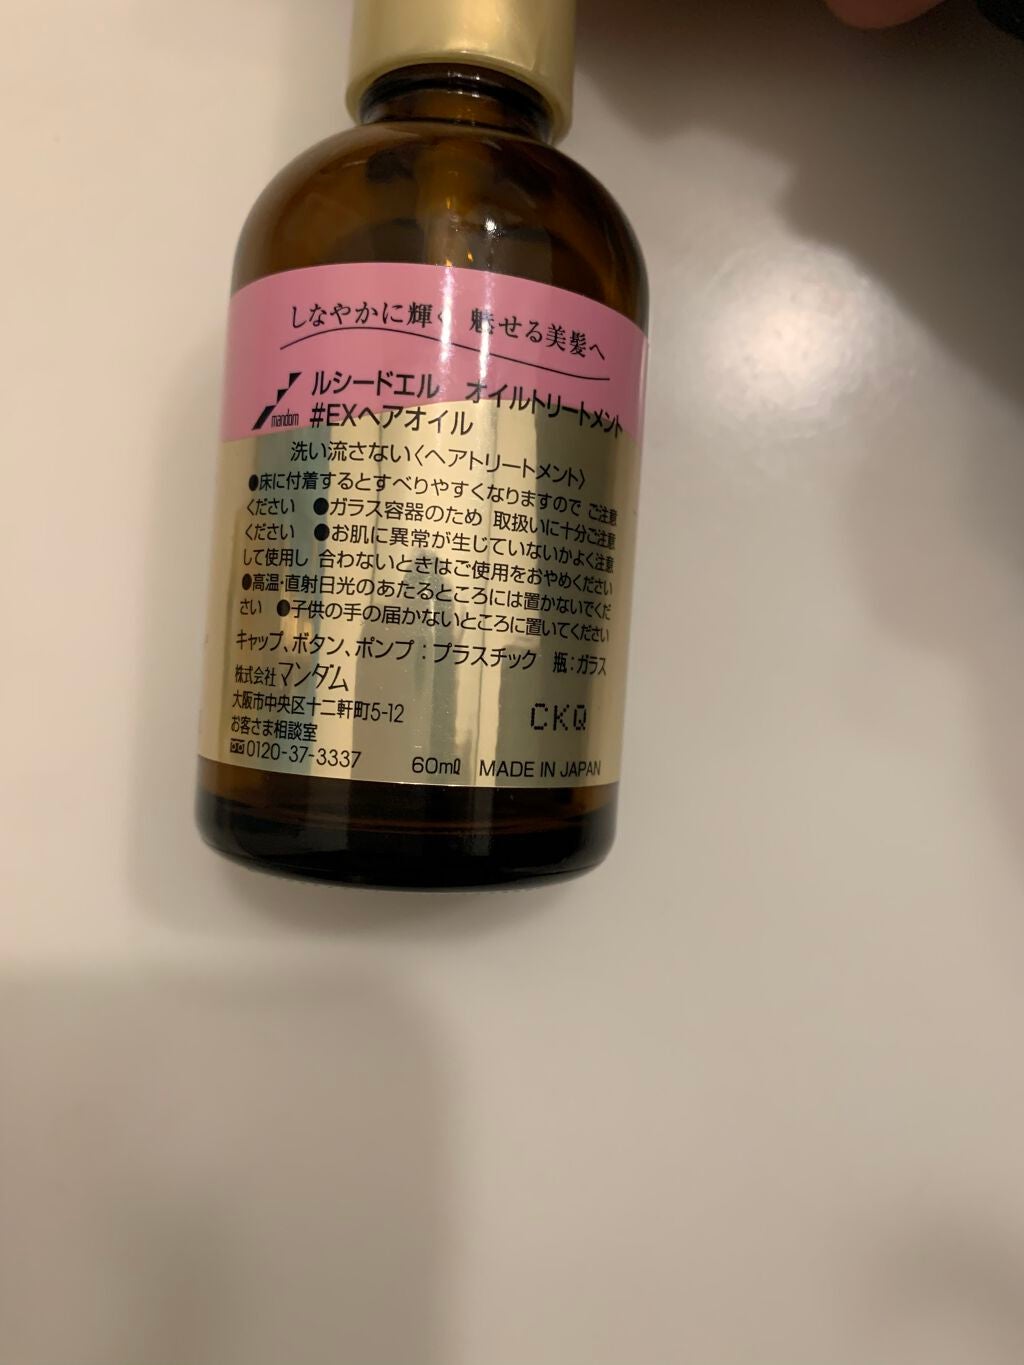 しなやかに輝く 魅せる美髪へ
mandom
ルシードエル オイルトリートメント
#EXヘアオイル
洗い流さない〈ヘアトリートメント〉
●床に付着するとすべりやすくなりますので ご注意
ください ●ガラス容器のため 取扱いに十分ご注意
ください ●お肌に異常が生じていないかよく注意
して使用し 合わないときはご使用をおやめください
●高温・直射日光のあたるところには置かないでくだ
さい ●子供の手の届かないところに置いてください
キャップ、ボタン、ポンプ：プラスチック 瓶：ガラス
株式会社マンダム
大阪市中央区十二軒町5-12
お客さま相談室
0120-37-3337
CKQ
60mℓ MADE IN JAPAN